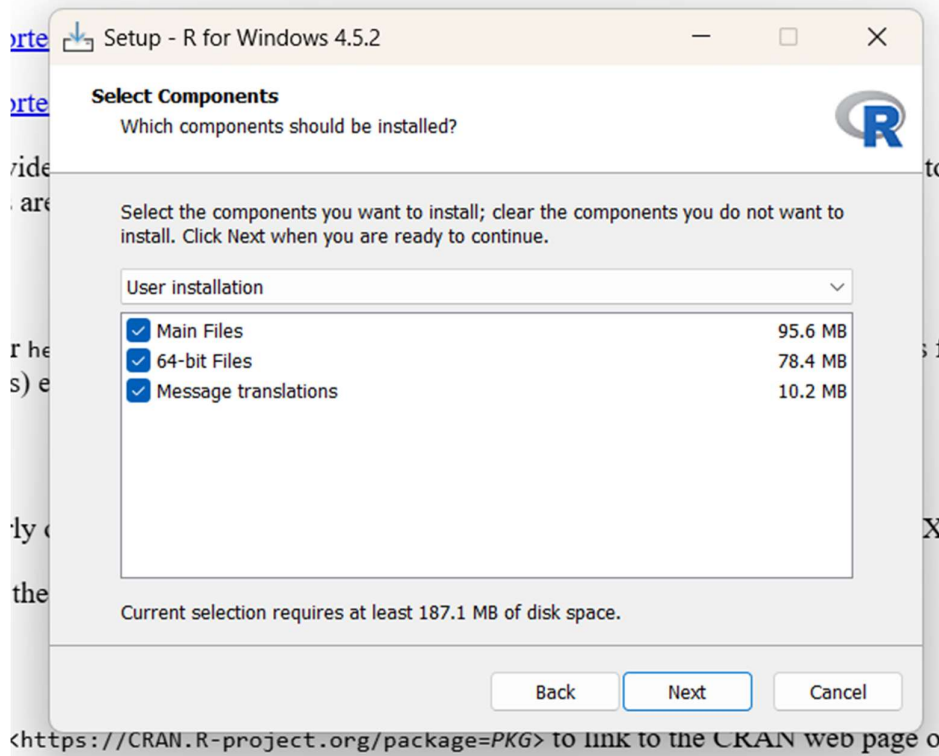 Setup - R for Windows 4.5.2
Select Components
Which components should be installed?
R
Select the components you want to install; clear the components you do not want to
install. Click Next when you are ready to continue.
User installation
Main Files 95.6 MB
64-bit Files 78.4 MB
Message translations 10.2 MB
Current selection requires at least 187.1 MB of disk space.
Back Next Cancel
are
the
<https://CRAN.R-project.org/package=PKG> to link to the CRAN web page